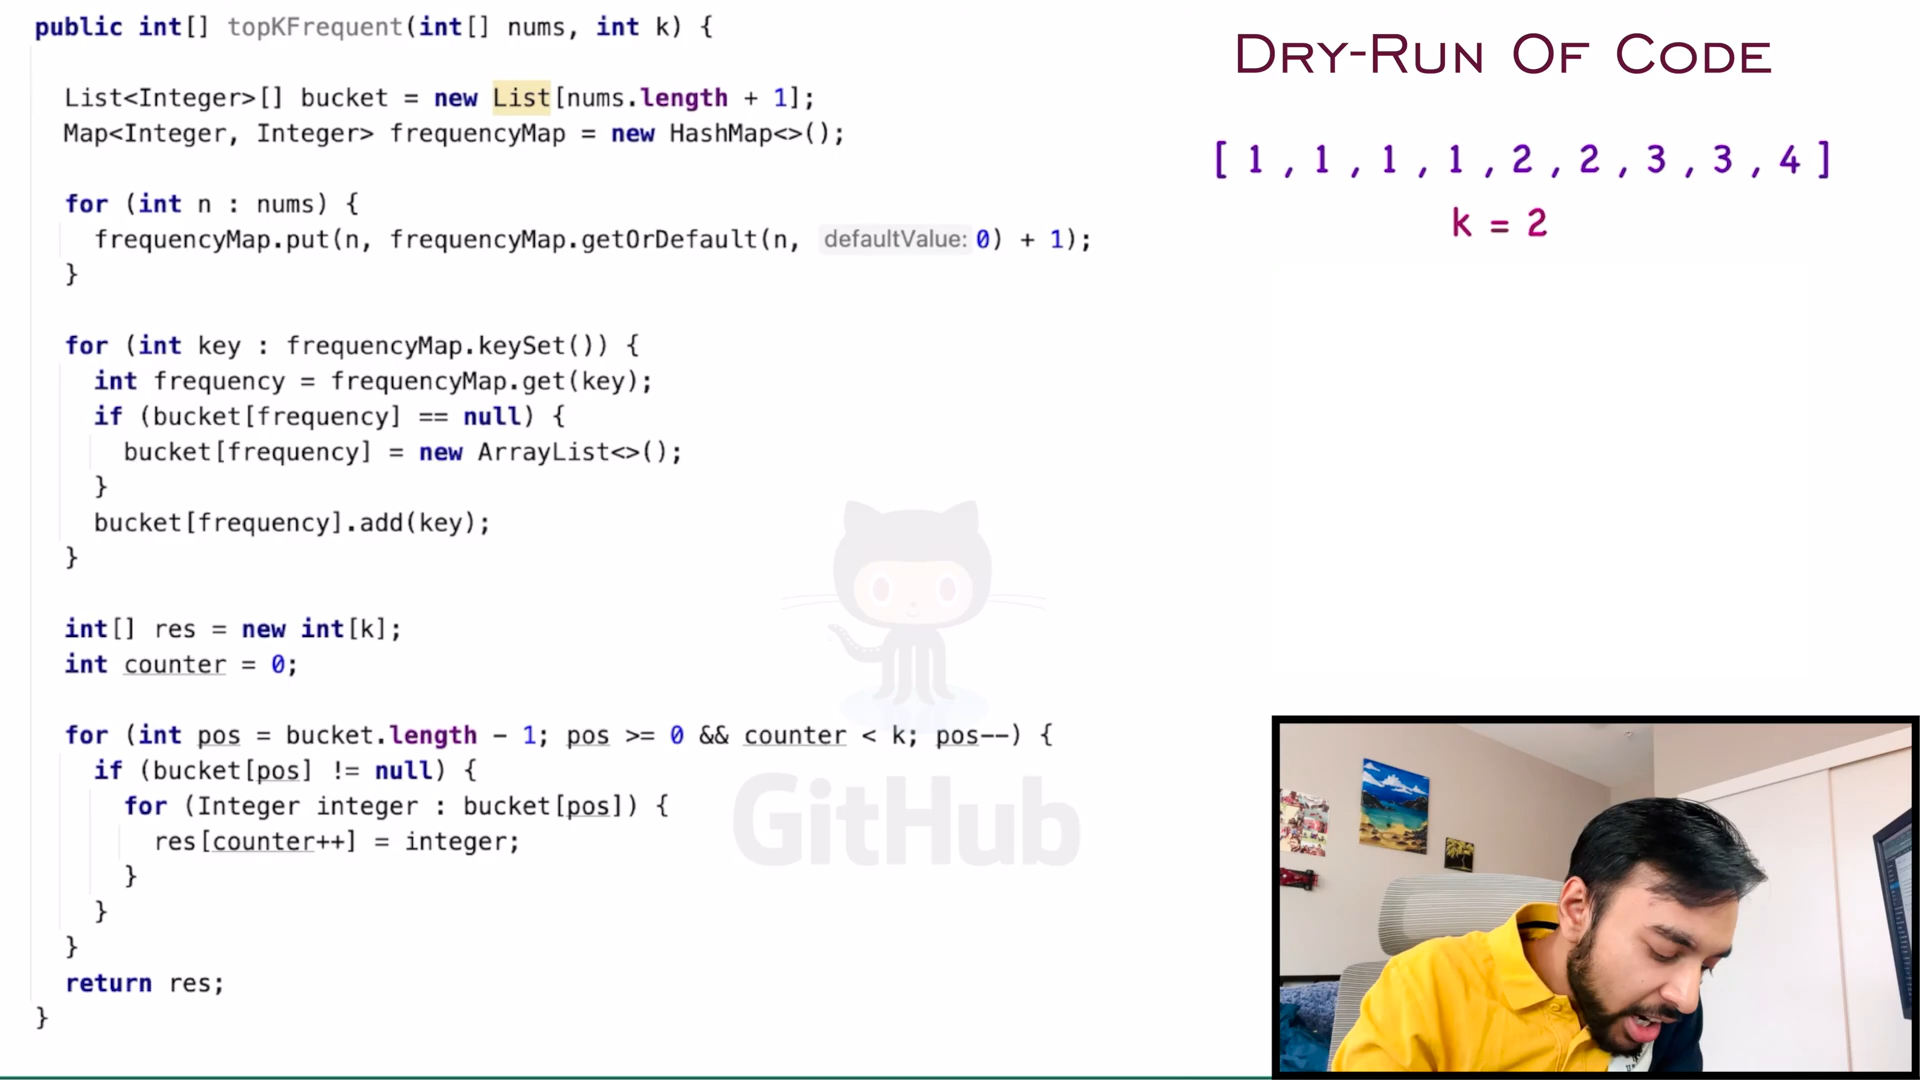 public int[] topKFrequent(int[] nums, int k) {
List<Integer>[] bucket = new List[nums.length + 1];
Map<Integer, Integer> frequencyMap = new HashMap<>();
for (int n : nums) {
frequencyMap.put(n, frequencyMap.getOrDefault(n, defaultValue: 0) + 1);
}
for (int key : frequencyMap.keySet()) {
int frequency = frequencyMap.get(key);
if (bucket[frequency] == null) {
bucket[frequency] = new ArrayList<>();
}
bucket[frequency].add(key);
}
int[] res = new int[k];
int counter = 0;
for (int pos = bucket.length - 1; pos >= 0 && counter < k; pos--) {
if (bucket[pos] != null) {
for (Integer integer : bucket[pos]) {
res[counter++] = integer;
}
}
}
return res;
}
Dry-Run Of Code
[ 1 , 1 , 1 , 1 , 2 , 2 , 3 , 3 , 4 ]
k = 2
GitHub